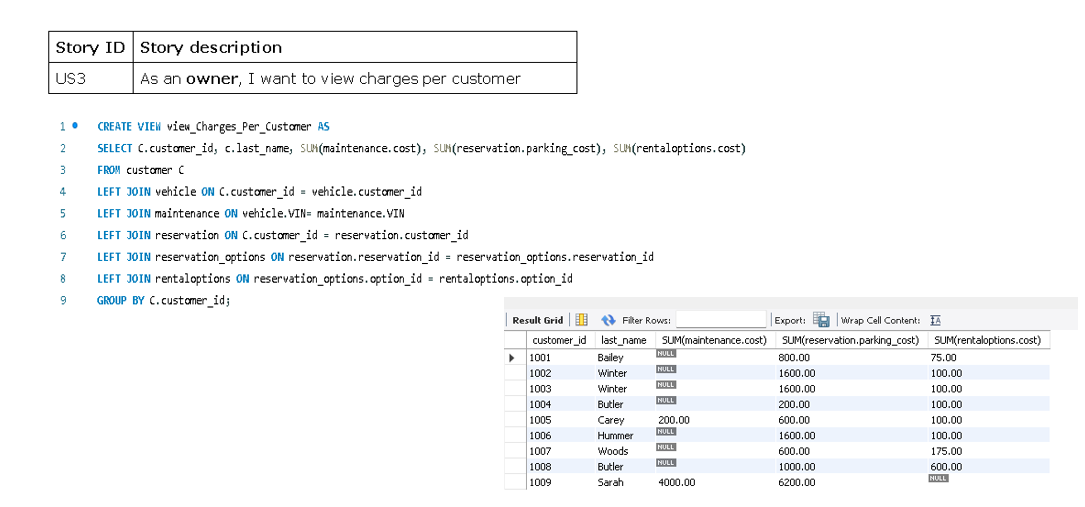 Story ID Story description
US3 As an owner, I want to view charges per customer
1 CREATE VIEW view_Charges_Per_Customer AS
2 SELECT C.customer_id, c.last_name, SUM(maintenance.cost), SUM(reservation.parking_cost), SUM(rentaloptions.cost)
3 FROM customer C
4 LEFT JOIN vehicle ON C.customer_id = vehicle.customer_id
5 LEFT JOIN maintenance ON vehicle.VIN= maintenance.VIN
6 LEFT JOIN reservation ON C.customer_id = reservation.customer_id
7 LEFT JOIN reservation_options ON reservation.reservation_id = reservation_options.reservation_id
8 LEFT JOIN rentaloptions ON reservation_options.option_id = rentaloptions.option_id
9 GROUP BY C.customer_id;
Result Grid Filter Rows: Export: Wrap Cell Content:
customer_id last_name SUM(maintenance.cost) SUM(reservation.parking_cost) SUM(rentaloptions.cost)
1001 Bailey NULL 800.00 75.00
1002 Winter NULL 1600.00 100.00
1003 Winter NULL 1600.00 100.00
1004 Butler NULL 200.00 100.00
1005 Carey 200.00 600.00 100.00
1006 Hummer NULL 1600.00 100.00
1007 Woods NULL 600.00 175.00
1008 Butler NULL 1000.00 600.00
1009 Sarah 4000.00 6200.00 NULL